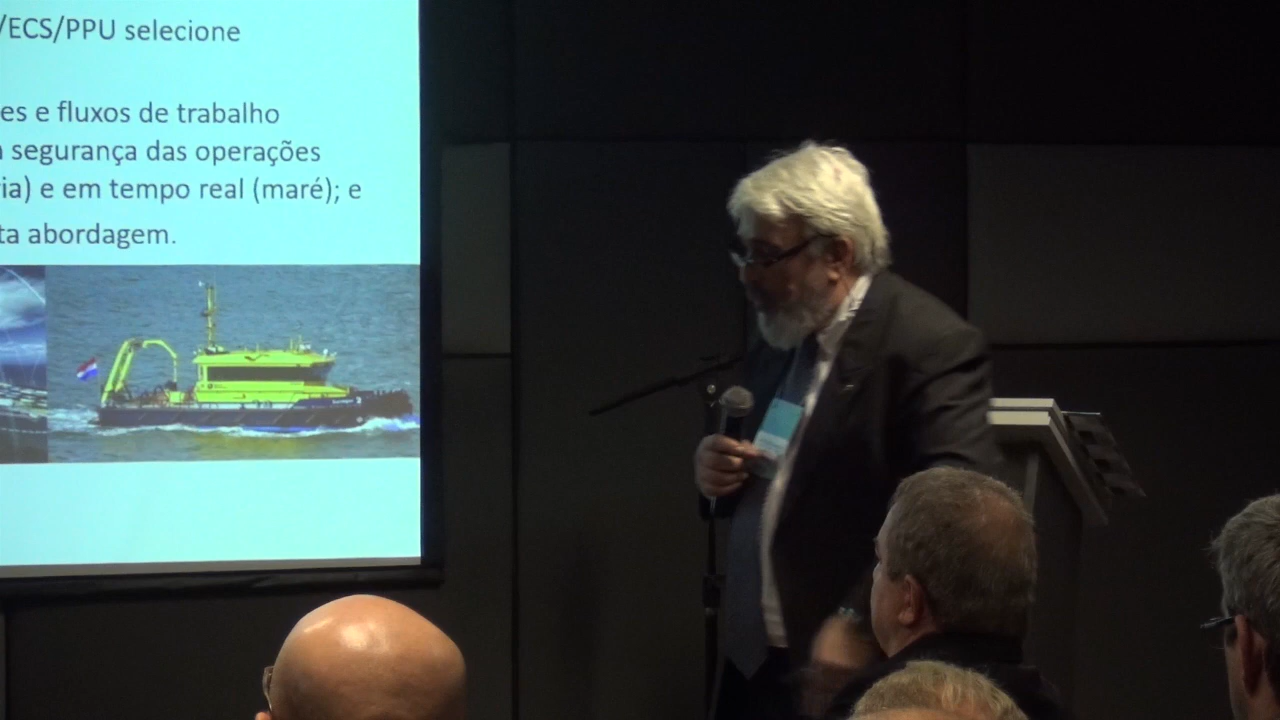 /ECS/PPU selecione
es e fluxos de trabalho
segurança das operações
ia) e em tempo real (maré); e
ta abordagem.